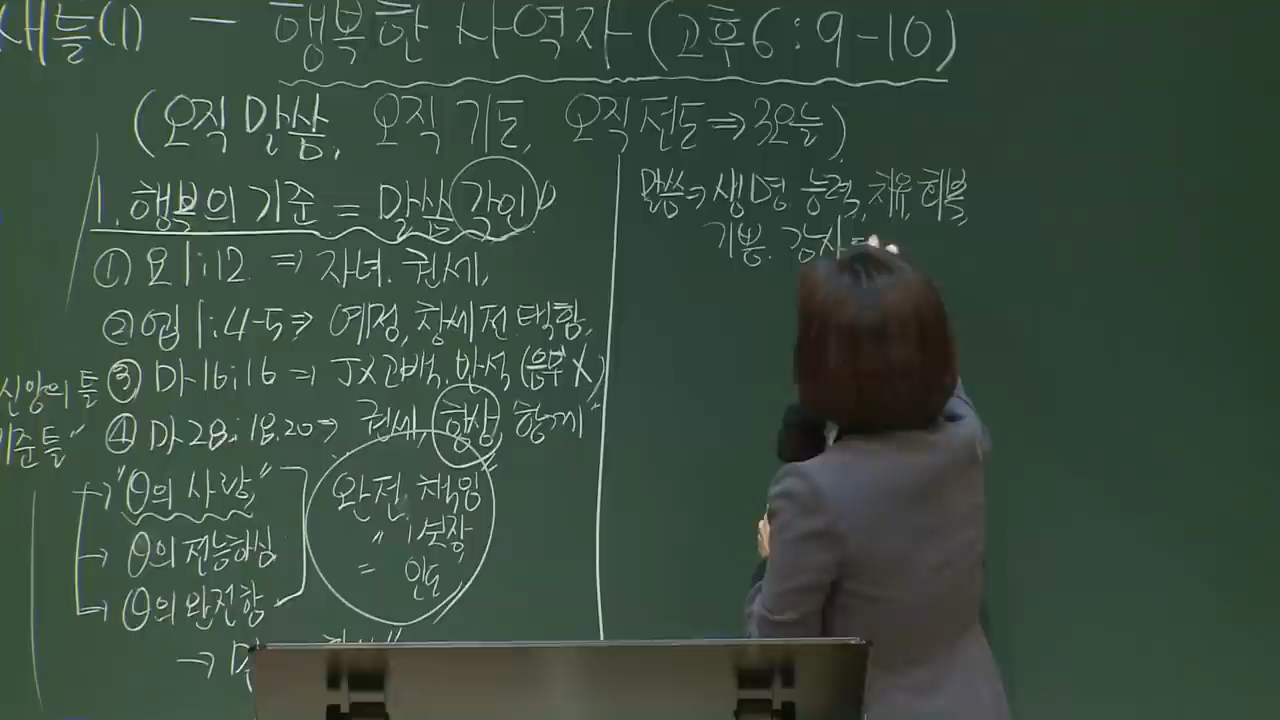 새들(1) - 행복한 사역자 (고후6:9-10)
(오직 말씀, 오직 기도, 오직 전도 ⇒ 3오늘)
1. 행복의 기준 = 말씀 각인"
① 요1:12 ⇒ 자녀. 권세.
② 엡1:4-5 ⇒ 예정, 창세전 택함.
③ 마16:16 ⇒ JX고백. 반석 (음부X)
④ 마28:18.20 ⇒ 권세, 항상, 함께"
신앙의 틀
기준틀"
→ "θ의 사랑"
→ θ의 전능하심
→ θ의 완전함
완전. 책임
" 보장
= 인도
→
말씀 ⇒ 생명. 능력, 치유, 회복,
기쁨. 감사